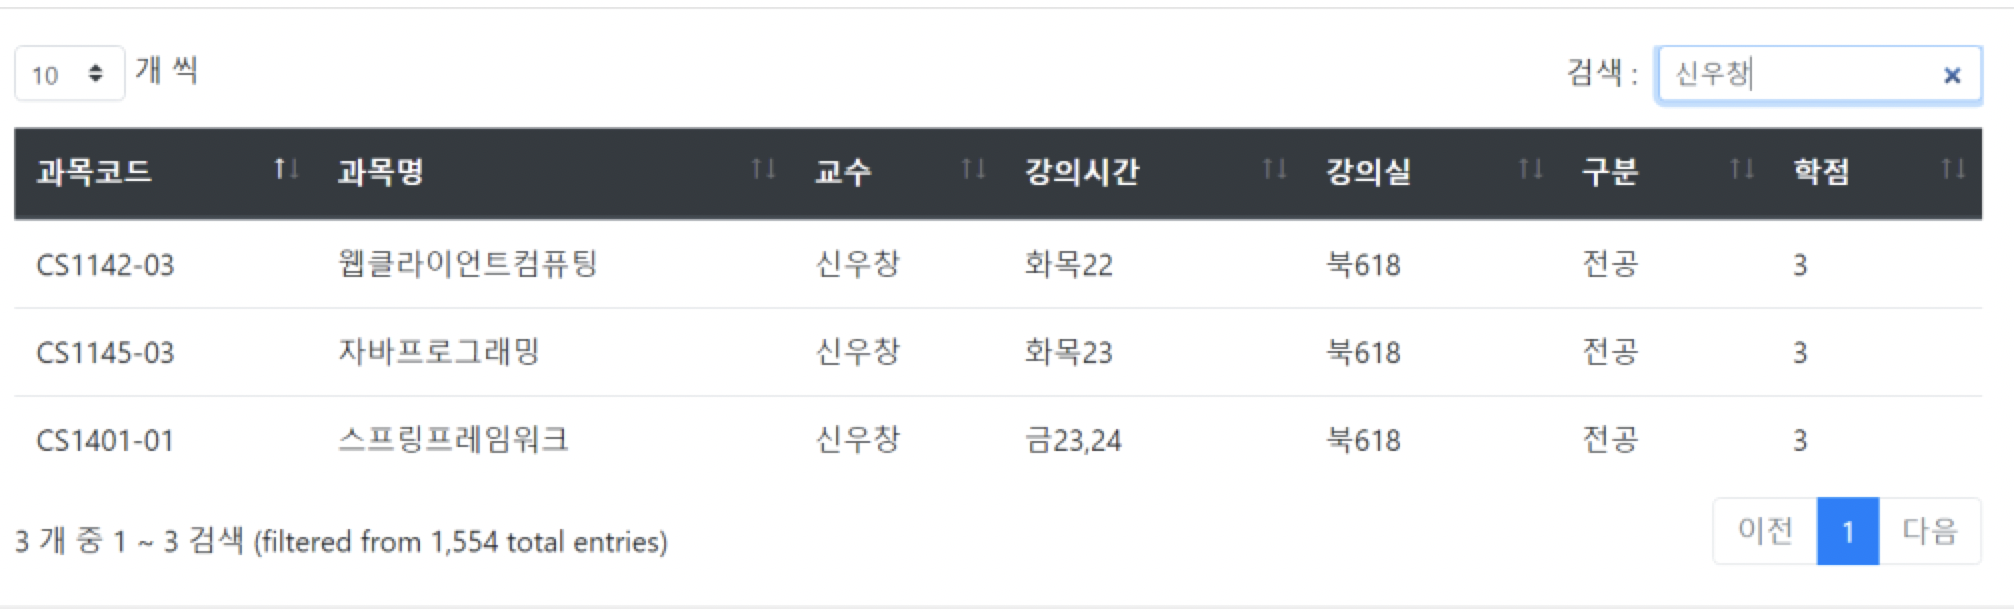 10 개 씩 검색 : 신우창
과목코드 과목명 교수 강의시간 강의실 구분 학점
CS1142-03 웹클라이언트컴퓨팅 신우창 화목22 북618 전공 3
CS1145-03 자바프로그래밍 신우창 화목23 북618 전공 3
CS1401-01 스프링프레임워크 신우창 금23,24 북618 전공 3
3 개 중 1 ~ 3 검색 (filtered from 1,554 total entries) 이전 1 다음